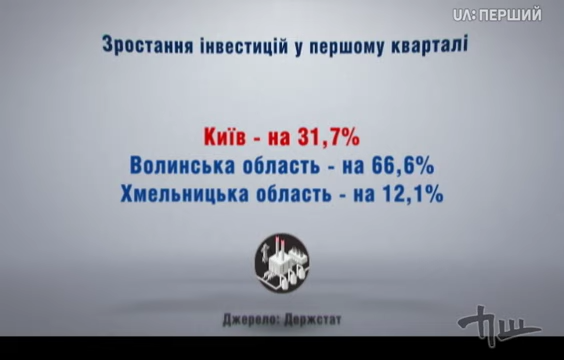 UA: ПЕРШИЙ
Зростання інвестицій у першому кварталі
Київ - на 31,7%
Волинська область - на 66,6%
Хмельницька область - на 12,1%
Джерело: Держстат